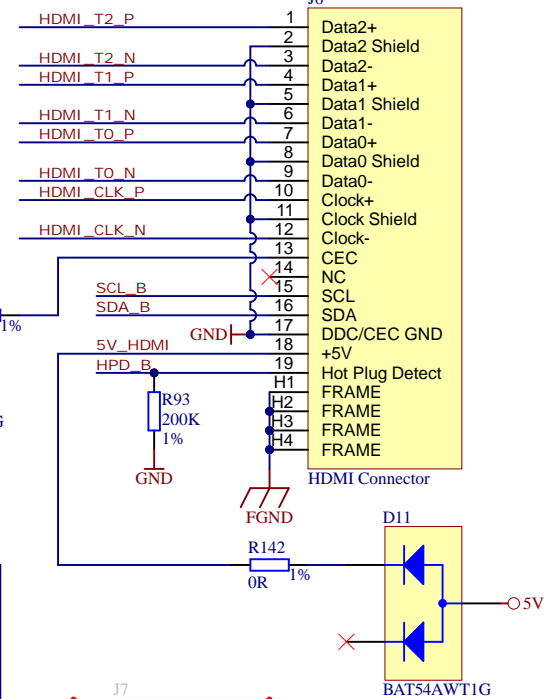 HDMI_T2_P 1 Data2+
2 Data2 Shield
HDMI_T2_N 3 Data2-
HDMI_T1_P 4 Data1+
5 Data1 Shield
HDMI_T1_N 6 Data1-
HDMI_T0_P 7 Data0+
8 Data0 Shield
HDMI_T0_N 9 Data0-
HDMI_CLK_P 10 Clock+
11 Clock Shield
HDMI_CLK_N 12 Clock-
13 CEC
14 NC
SCL_B 15 SCL
SDA_B 16 SDA
1%
GND 17 DDC/CEC GND
5V_HDMI 18 +5V
HPD_B 19 Hot Plug Detect
H1 FRAME
H2 FRAME
H3 FRAME
H4 FRAME
R93
200K
1%
GND
HDMI Connector
FGND
D11
R142
0R 1%
5V
BAT54AWT1G
J7